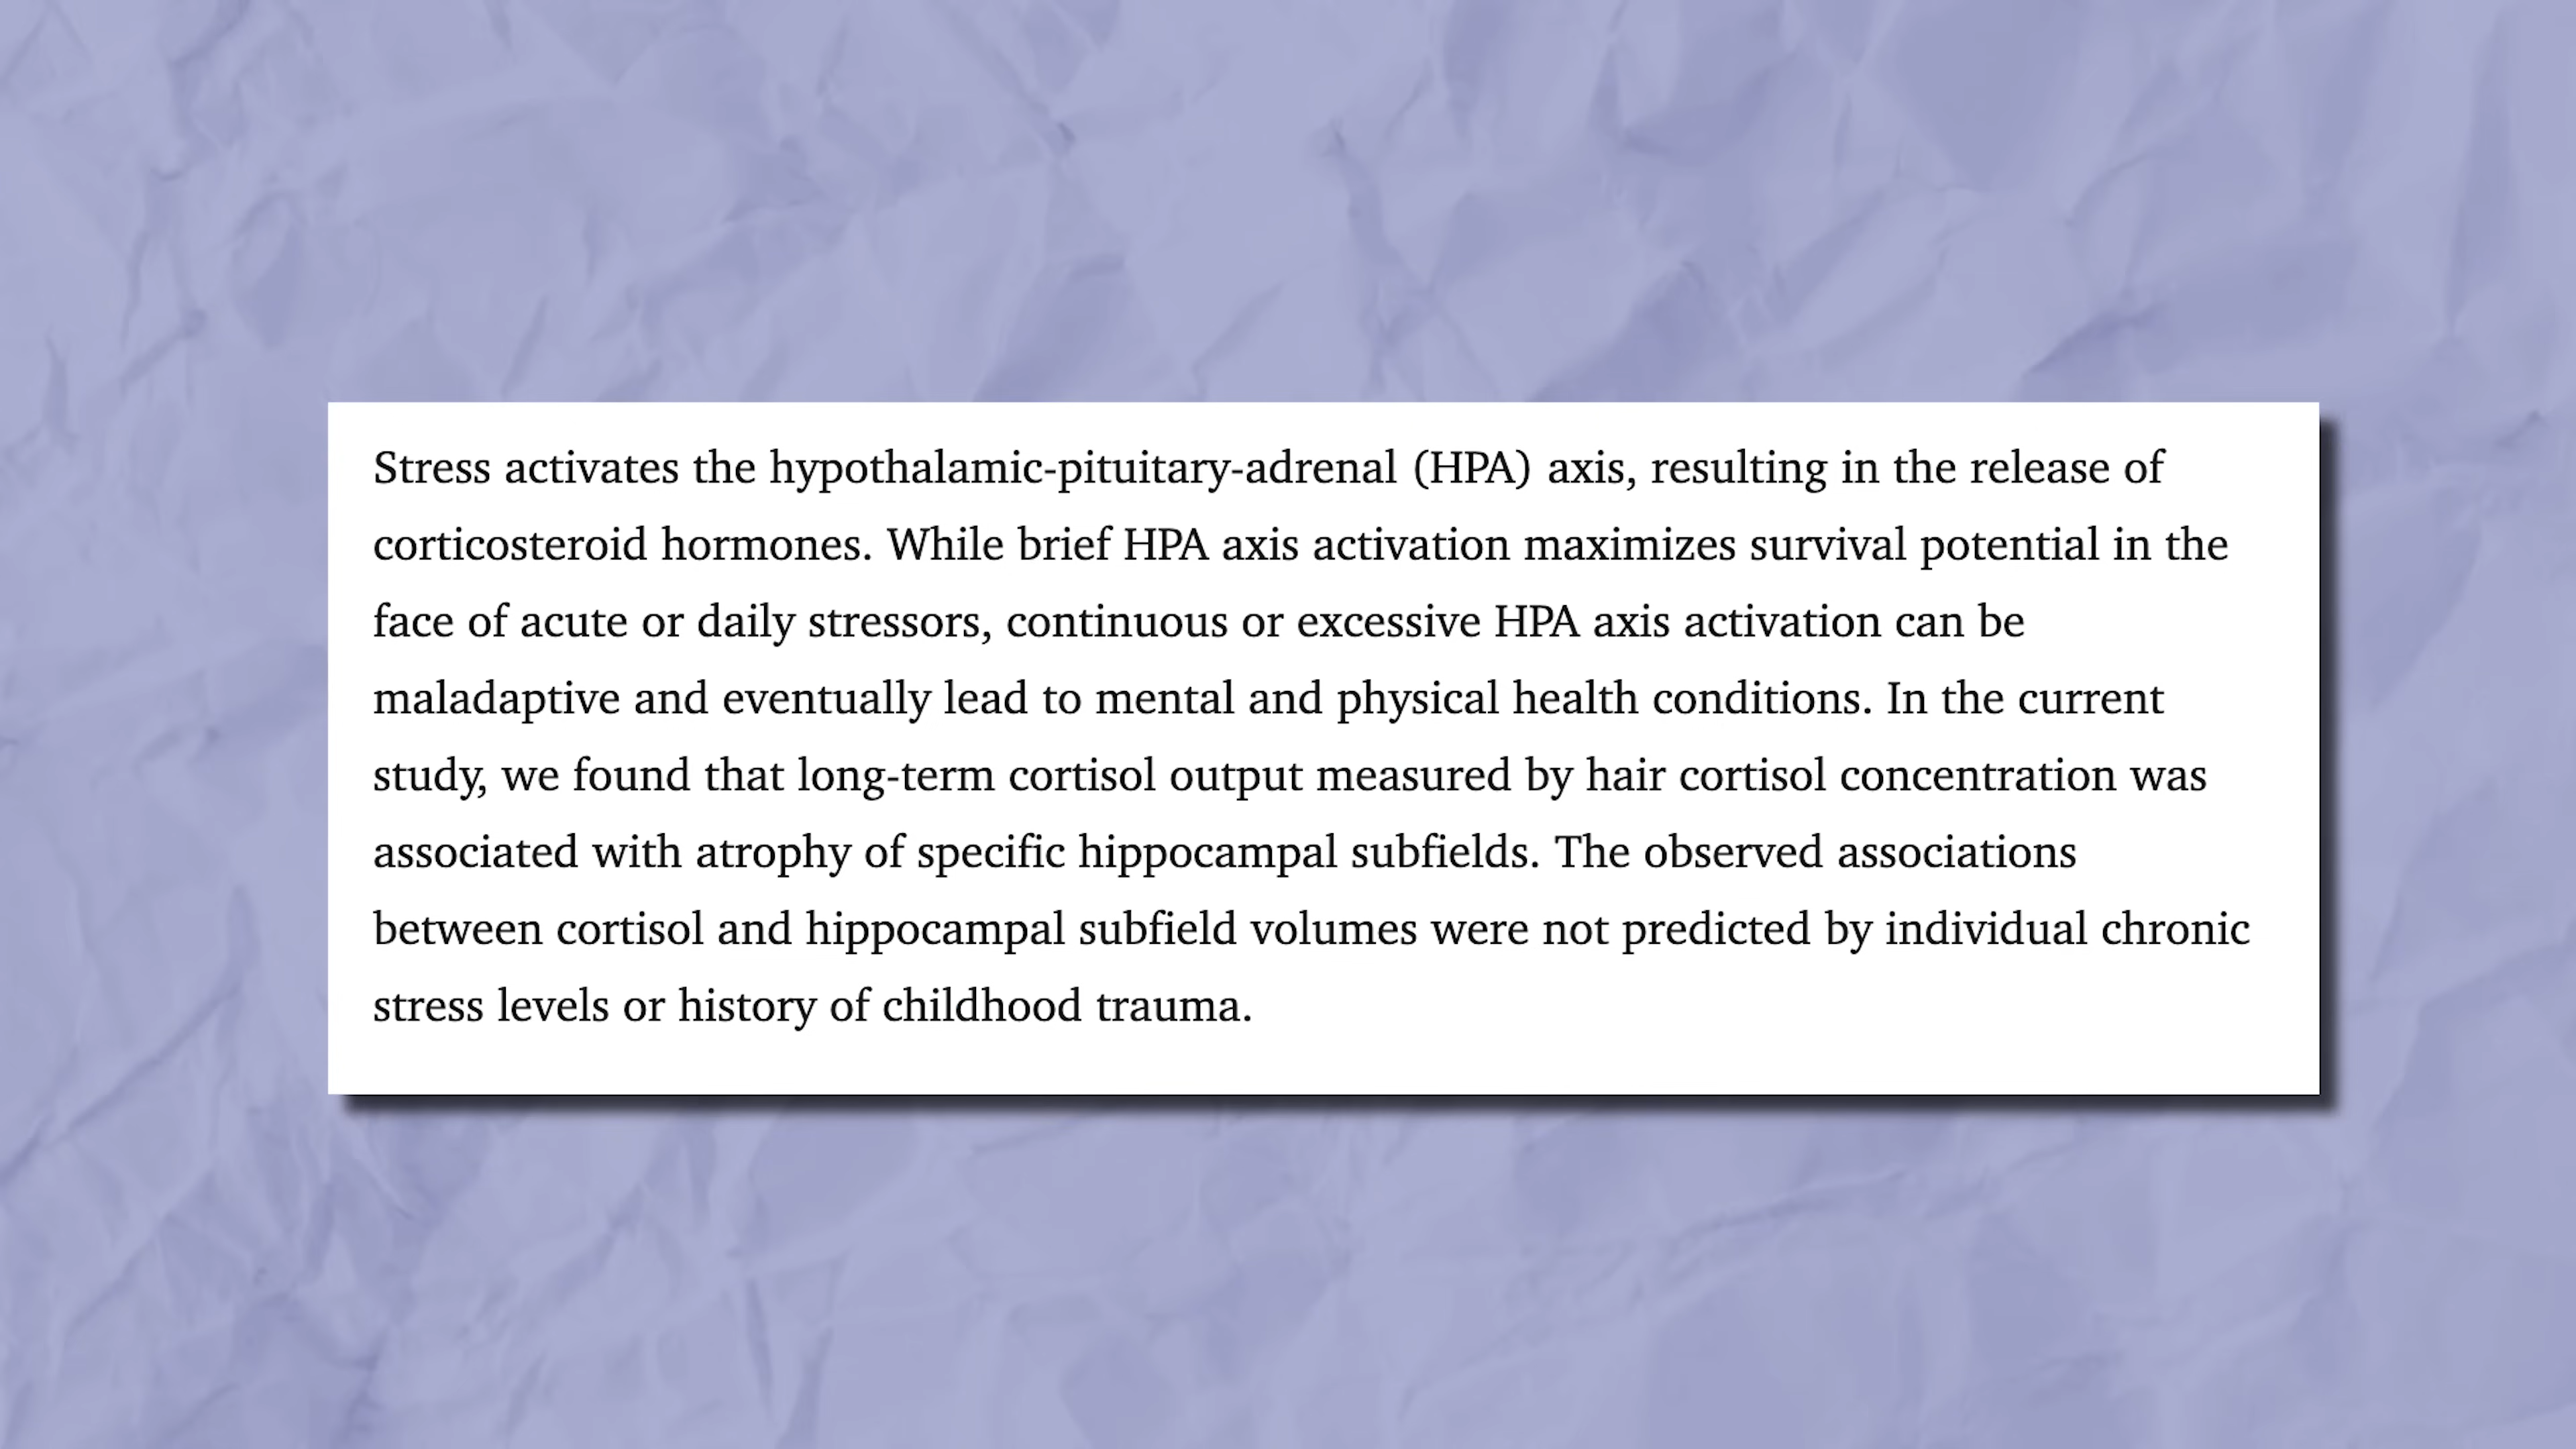 Stress activates the hypothalamic-pituitary-adrenal (HPA) axis, resulting in the release of
corticosteroid hormones. While brief HPA axis activation maximizes survival potential in the
face of acute or daily stressors, continuous or excessive HPA axis activation can be
maladaptive and eventually lead to mental and physical health conditions. In the current
study, we found that long-term cortisol output measured by hair cortisol concentration was
associated with atrophy of specific hippocampal subfields. The observed associations
between cortisol and hippocampal subfield volumes were not predicted by individual chronic
stress levels or history of childhood trauma.